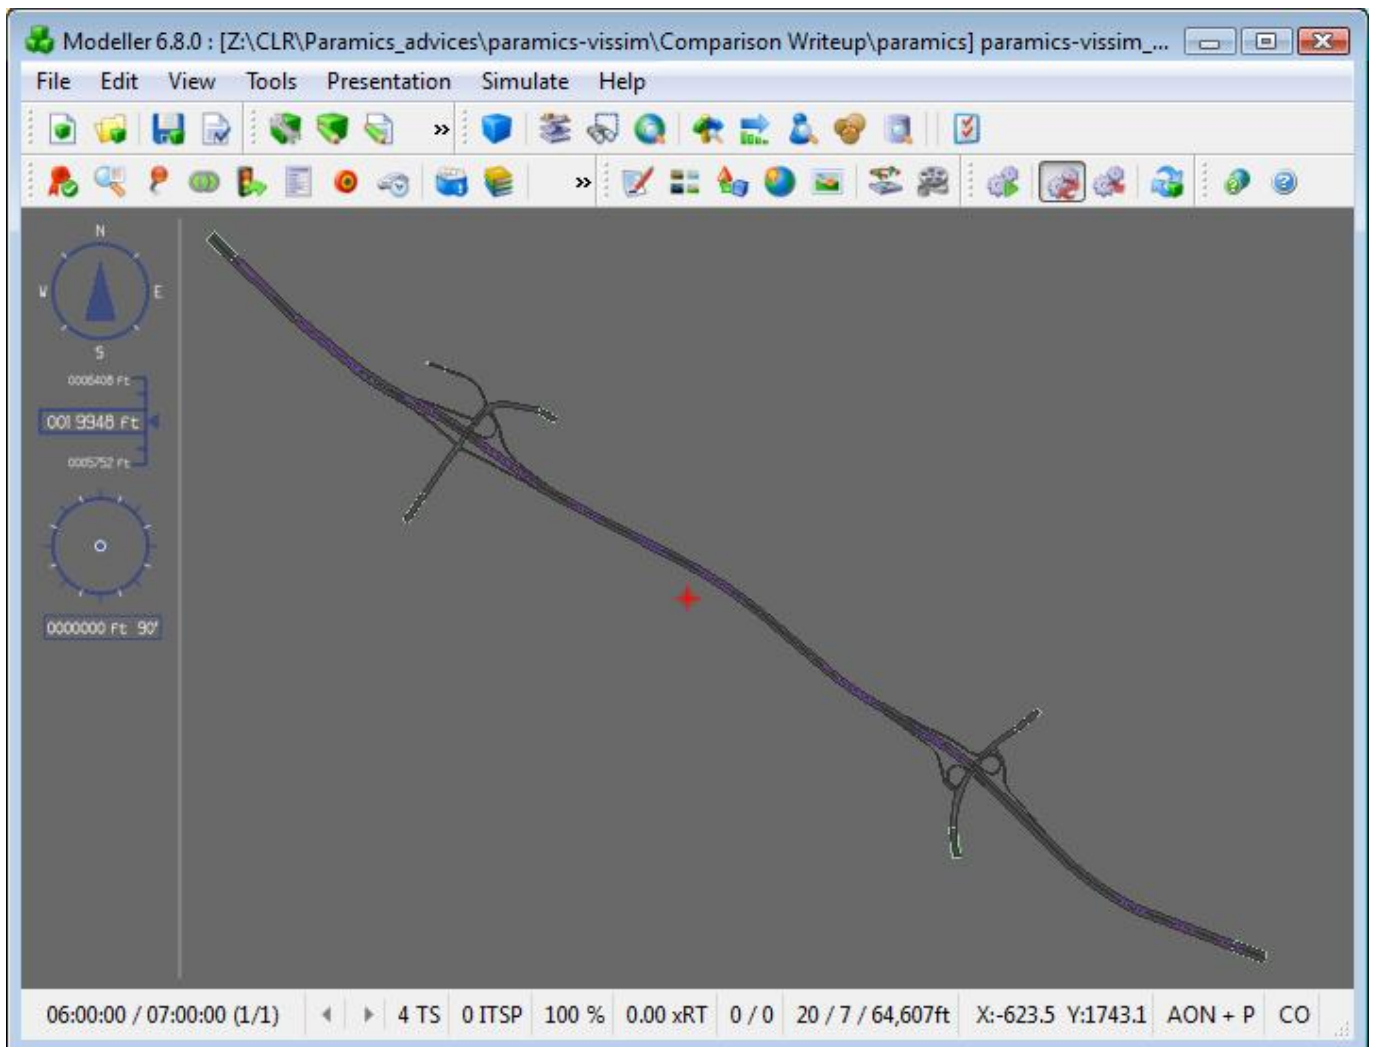 Modeller 6.8.0 : [Z:\CLR\Paramics_advices\paramics-vissim\Comparison Writeup\paramics] paramics-vissim_...
File Edit View Tools Presentation Simulate Help
N
W E
S
0006408 Ft
001 9948 Ft
0005752 Ft
0000000 Ft 90°
06:00:00 / 07:00:00 (1/1) 4 TS 0 ITSP 100 % 0.00 xRT 0 / 0 20 / 7 / 64,607ft X:-623.5 Y:1743.1 AON + P CO